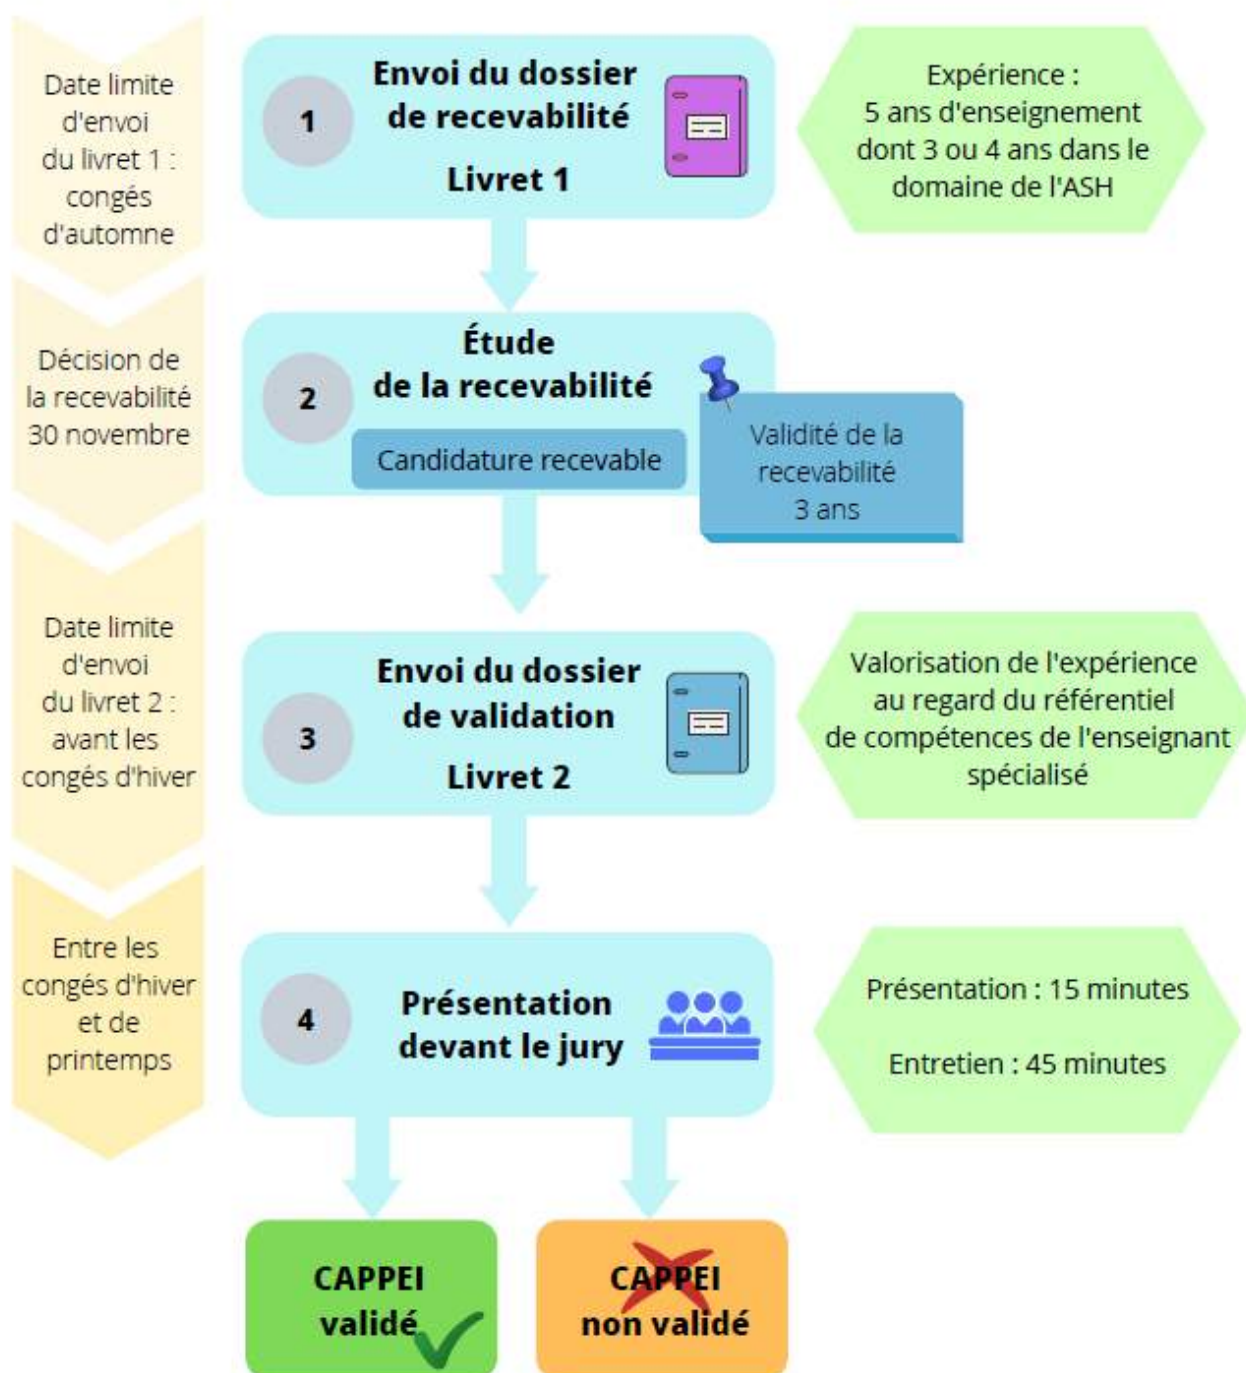 Date limite
d'envoi
du livret 1 :
congés
d'automne
1
Envoi du dossier
de recevabilité
Livret 1
Expérience :
5 ans d'enseignement
dont 3 ou 4 ans dans le
domaine de l'ASH
Décision de
la recevabilité
30 novembre
2
Étude
de la recevabilité
Candidature recevable
Validité de la
recevabilité
3 ans
Date limite
d'envoi
du livret 2 :
avant les
congés d'hiver
3
Envoi du dossier
de validation
Livret 2
Valorisation de l'expérience
au regard du référentiel
de compétences de l'enseignant
spécialisé
Entre les
congés d'hiver
et de
printemps
4
Présentation
devant le jury
Présentation : 15 minutes
Entretien : 45 minutes
CAPPEI
validé
CAPPEI
non validé